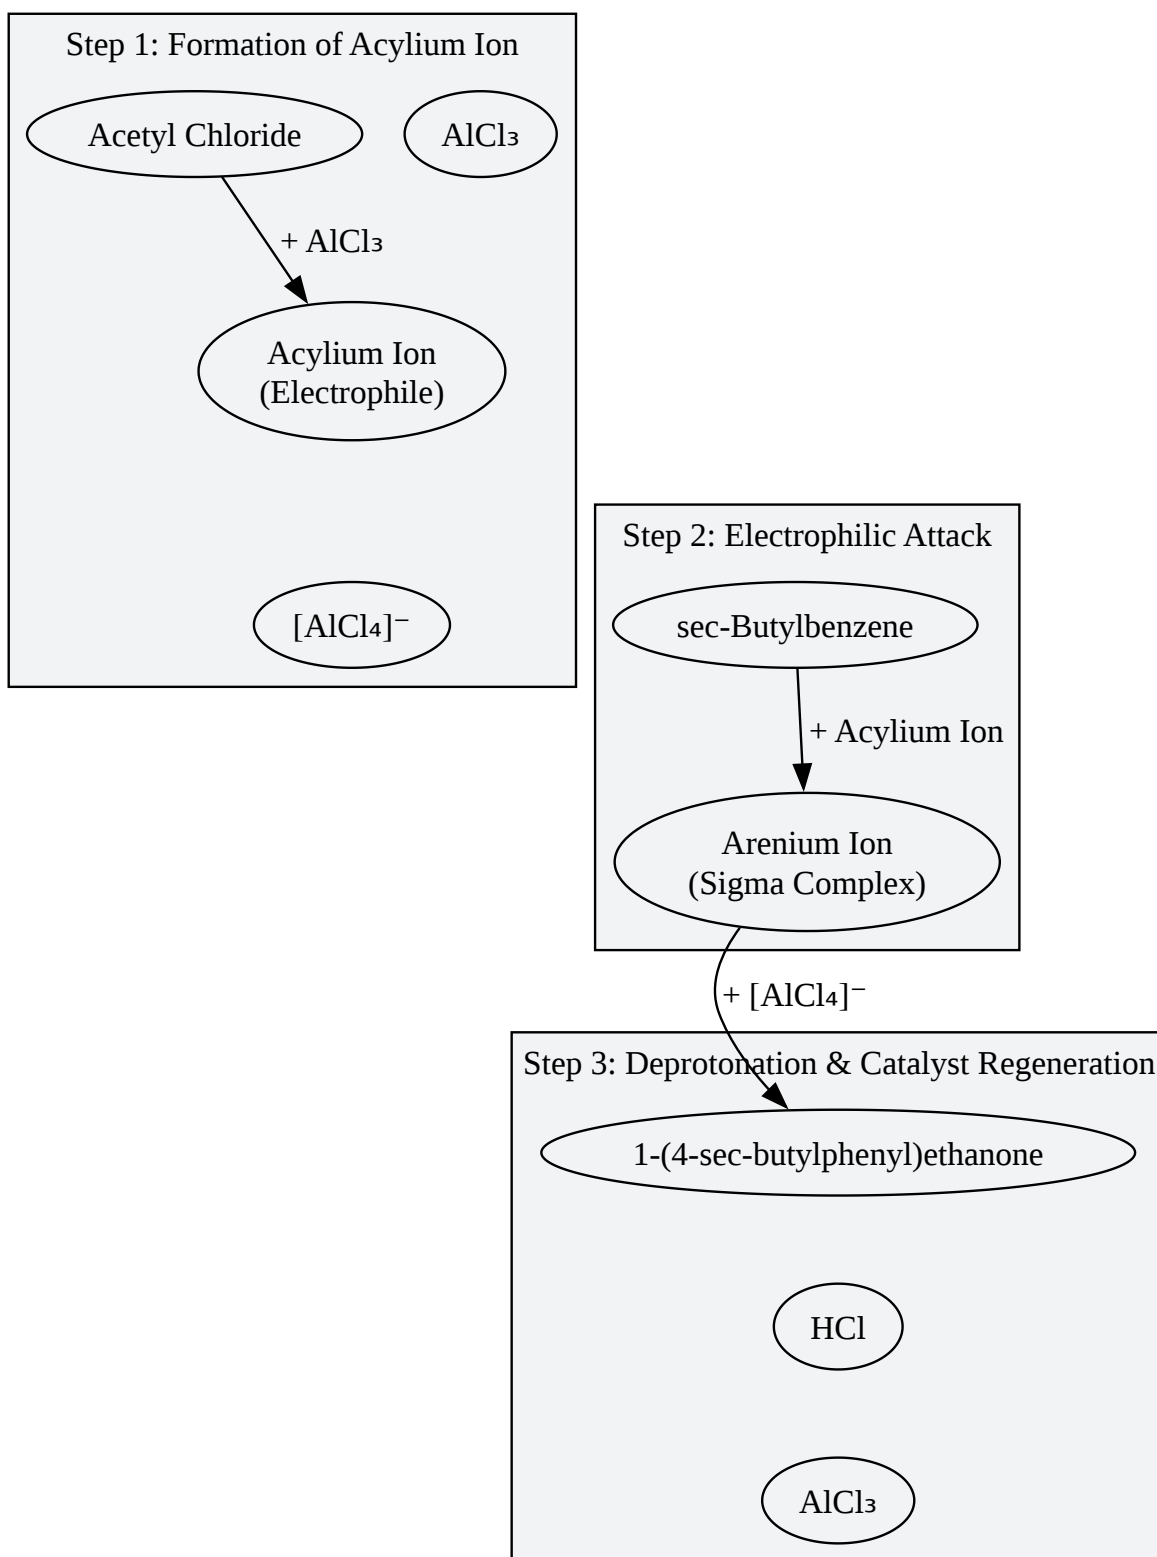 Step 1: Formation of Acylium Ion
Acetyl Chloride
AlCl₃
+ AlCl₃
Acylium Ion
(Electrophile)
[AlCl₄]⁻
Step 2: Electrophilic Attack
sec-Butylbenzene
+ Acylium Ion
Arenium Ion
(Sigma Complex)
+ [AlCl₄]⁻
Step 3: Deprotonation & Catalyst Regeneration
1-(4-sec-butylphenyl)ethanone
HCl
AlCl₃